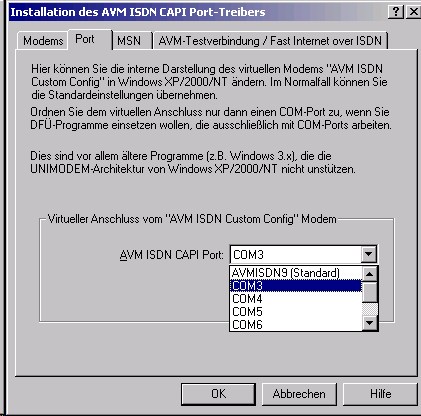 Installation des AVM ISDN CAPI Port-Treibers
Modems Port MSN AVM-Testverbindung / Fast Internet over ISDN
Hier können Sie die interne Darstellung des virtuellen Modems "AVM ISDN
Custom Config" in Windows XP/2000/NT ändern. Im Normalfall können Sie
die Standardeinstellungen übernehmen.
Ordnen Sie dem virtuellen Anschluss nur dann einen COM-Port zu, wenn Sie
DFÜ-Programme einsetzen wollen, die ausschließlich mit COM-Ports arbeiten.
Dies sind vor allem ältere Programme (z.B. Windows 3.x), die die
UNIMODEM-Architektur von Windows XP/2000/NT nicht unstützen.
Virtueller Anschluss vom "AVM ISDN Custom Config" Modem
AVM ISDN CAPI Port: COM3
AVMISDN9 (Standard)
COM3
COM4
COM5
COM6
OK Abbrechen Hilfe